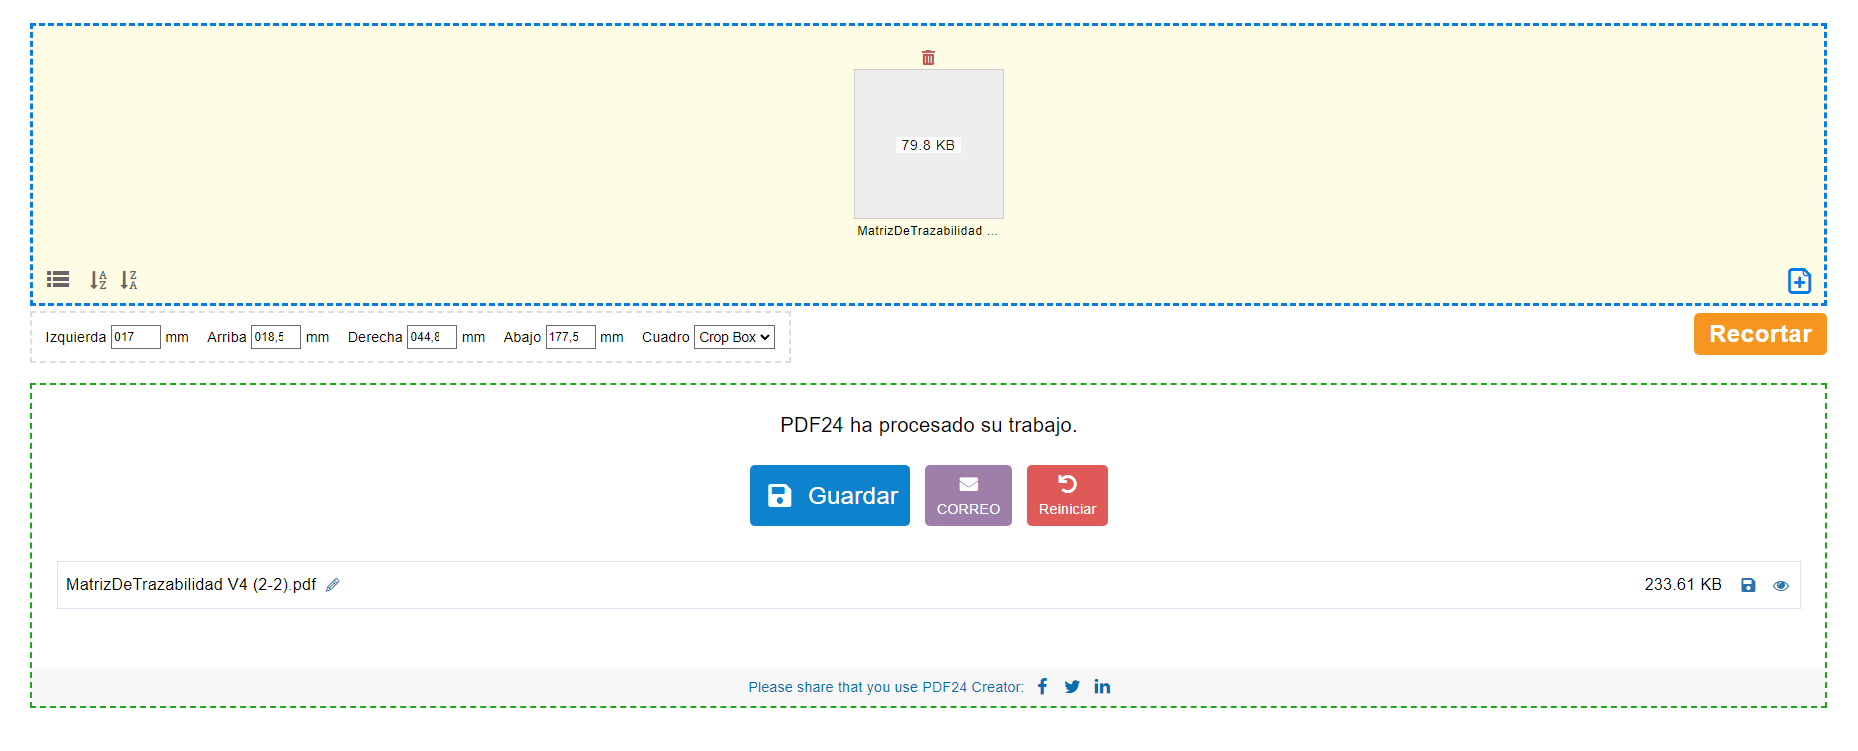 79.8 KB
MatrizDeTrazabilidad ...
Izquierda 017 mm Arriba 018,5 mm Derecha 044,8 mm Abajo 177,5 mm Cuadro Crop Box
Recortar
PDF24 ha procesado su trabajo.
Guardar
CORREO
Reiniciar
MatrizDeTrazabilidad V4 (2-2).pdf 233.61 KB
Please share that you use PDF24 Creator: